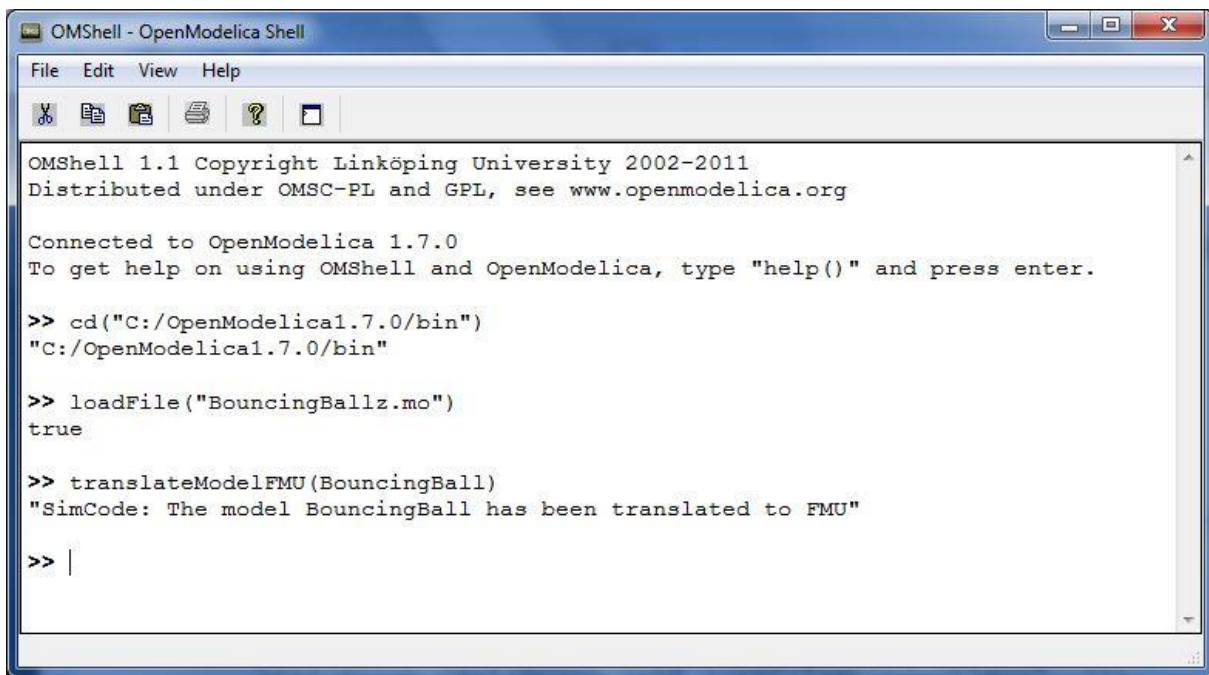 OMShell - OpenModelica Shell
File Edit View Help
OMShell 1.1 Copyright Linköping University 2002-2011
Distributed under OMSC-PL and GPL, see www.openmodelica.org
Connected to OpenModelica 1.7.0
To get help on using OMShell and OpenModelica, type "help()" and press enter.
>> cd("C:/OpenModelica1.7.0/bin")
"C:/OpenModelica1.7.0/bin"
>> loadFile("BouncingBallz.mo")
true
>> translateModelFMU(BouncingBall)
"SimCode: The model BouncingBall has been translated to FMU"
>>